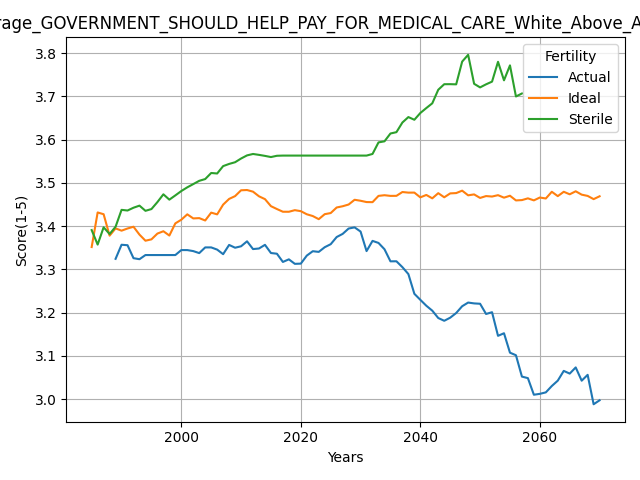 rage_GOVERNMENT_SHOULD_HELP_PAY_FOR_MEDICAL_CARE_White_Above_A
3.8
3.7
3.6
3.5
3.4
3.3
3.2
3.1
3.0
Score(1-5)
Fertility
Actual
Ideal
Sterile
2000
2020
2040
2060
Years